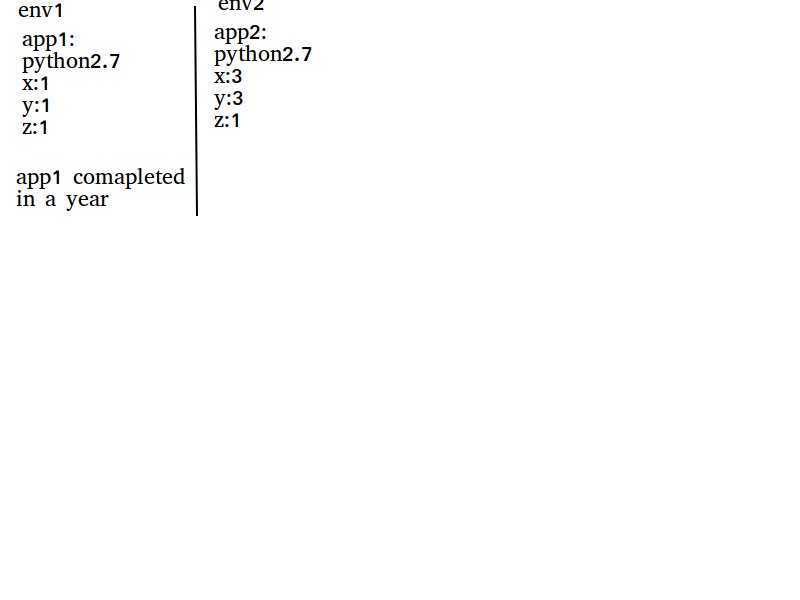 env1
app1:
python2.7
x:1
y:1
z:1
app1 comapleted
in a year
env2
app2:
python2.7
x:3
y:3
z:1